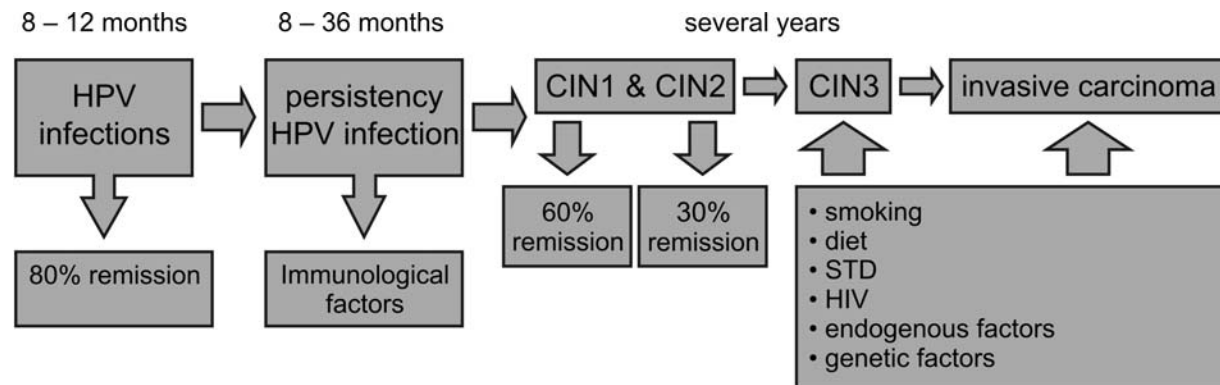 8 – 12 months
8 – 36 months
several years
HPV
infections
persistency
HPV infection
CIN1 & CIN2
CIN3
invasive carcinoma
80% remission
Immunological
factors
60%
remission
30%
remission
• smoking
• diet
• STD
• HIV
• endogenous factors
• genetic factors